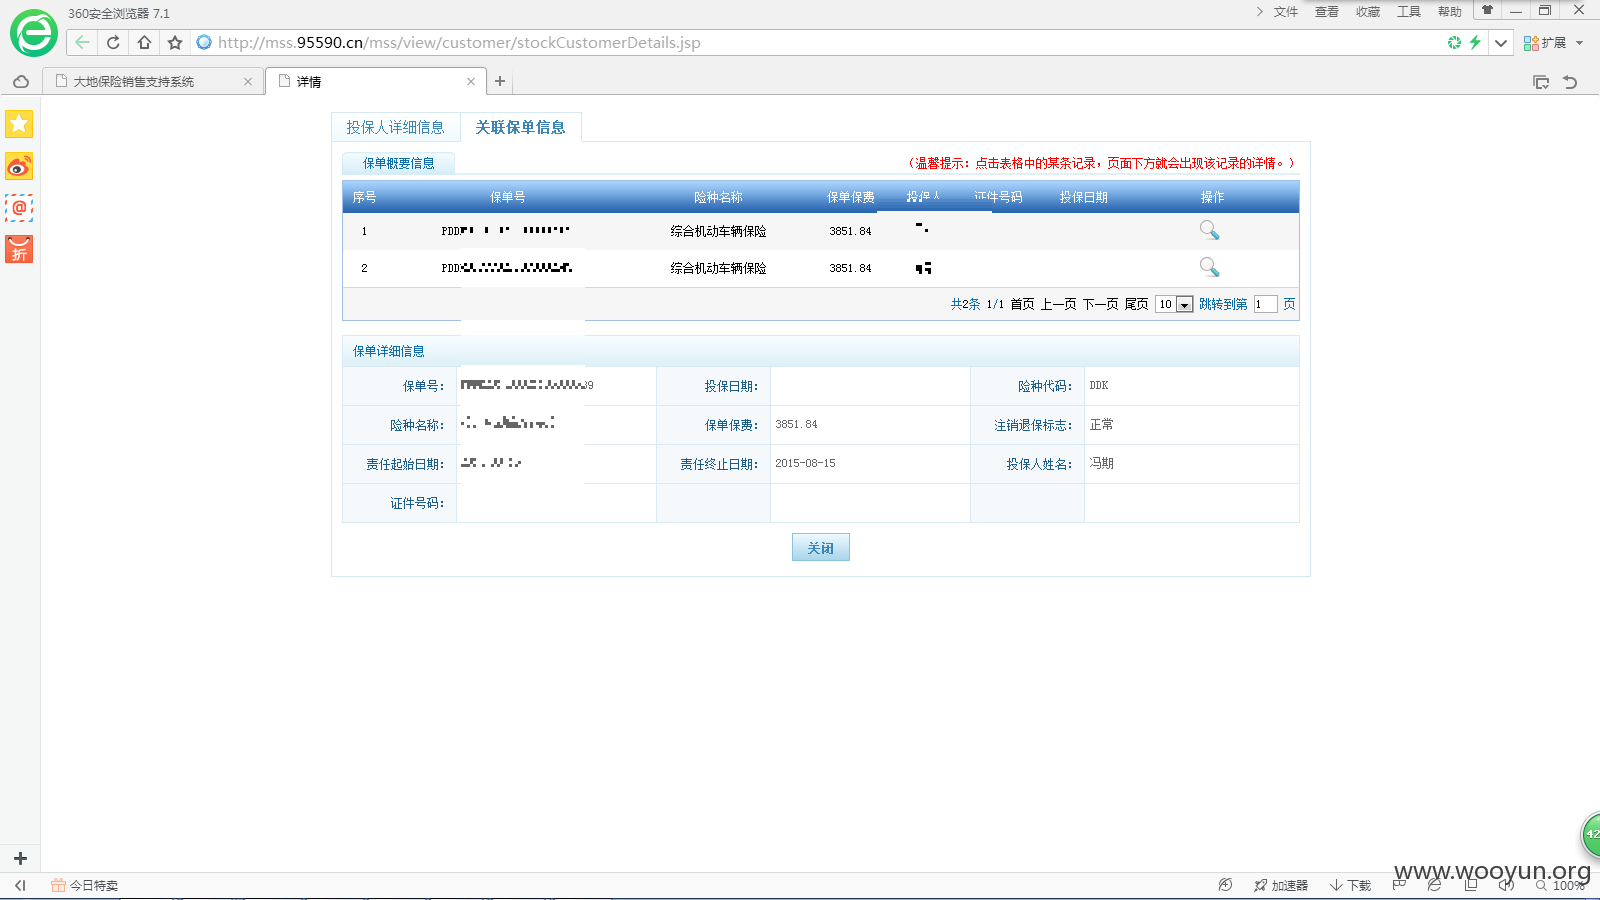 360安全浏览器 7.1
文件 查看 收藏 工具 帮助
http://mss.95590.cn/mss/view/customer/stockCustomerDetails.jsp
扩展
大地保险销售支持系统
详情
投保人详细信息
关联保单信息
保单概要信息
（温馨提示：点击表格中的某条记录，页面下方就会出现该记录的详情。）
序号 保单号 险种名称 保单保费 投保人 证件号码 投保日期 操作
1 PDD 综合机动车辆保险 3851.84
2 PDD 综合机动车辆保险 3851.84
共2条 1/1 首页 上一页 下一页 尾页 10 跳转到第 1 页
保单详细信息
保单号： 39 投保日期： 险种代码： DDK
险种名称： 保单保费： 3851.84 注销退保标志： 正常
责任起始日期： 责任终止日期： 2015-08-15 投保人姓名： 冯期
证件号码：
关闭
折
42
www.wooyun.org
今日特卖
加速器 下载 100%